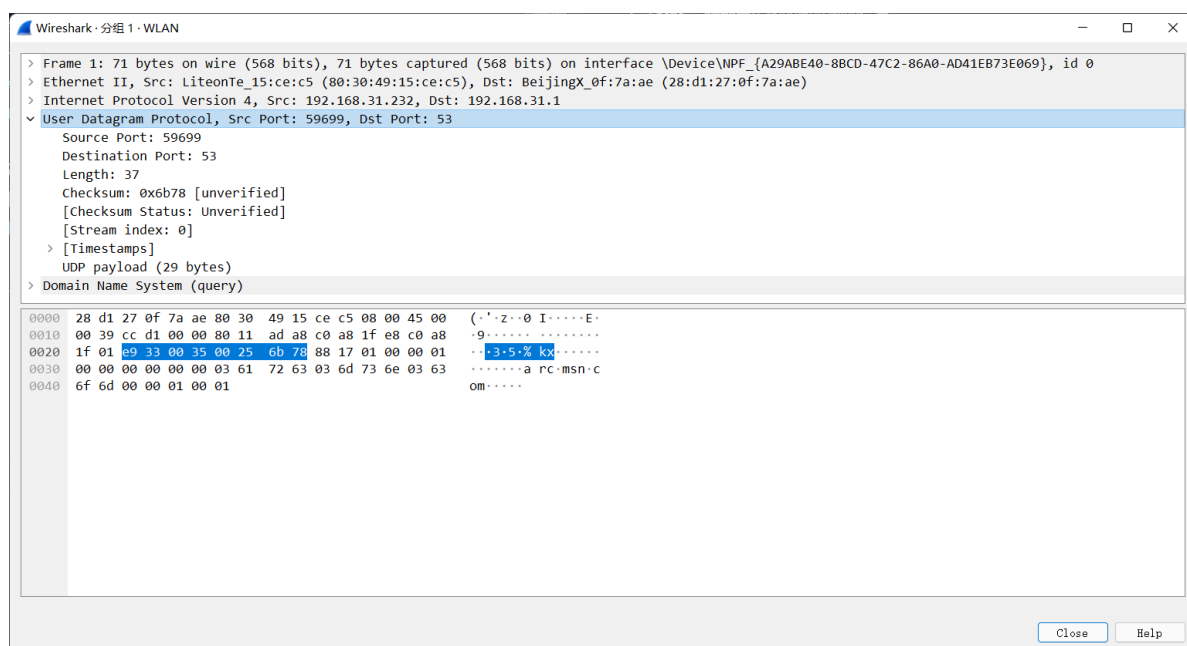 Wireshark · 分组 1 · WLAN
> Frame 1: 71 bytes on wire (568 bits), 71 bytes captured (568 bits) on interface \Device\NPF_{A29ABE40-8BCD-47C2-86A0-AD41EB73E069}, id 0
> Ethernet II, Src: LiteonTe_15:ce:c5 (80:30:49:15:ce:c5), Dst: BeijingX_0f:7a:ae (28:d1:27:0f:7a:ae)
> Internet Protocol Version 4, Src: 192.168.31.232, Dst: 192.168.31.1
User Datagram Protocol, Src Port: 59699, Dst Port: 53
Source Port: 59699
Destination Port: 53
Length: 37
Checksum: 0x6b78 [unverified]
[Checksum Status: Unverified]
[Stream index: 0]
> [Timestamps]
UDP payload (29 bytes)
> Domain Name System (query)
0000 28 d1 27 0f 7a ae 80 30 49 15 ce c5 08 00 45 00 (·'·z··0 I·····E·
0010 00 39 cc d1 00 00 80 11 ad a8 c0 a8 1f e8 c0 a8 ·9······ ········
0020 1f 01 e9 33 00 35 00 25 6b 78 88 17 01 00 00 01 ···3·5·% kx······
0030 00 00 00 00 00 00 03 61 72 63 03 6d 73 6e 03 63 ·······a rc·msn·c
0040 6f 6d 00 00 01 00 01 om·····
Close Help